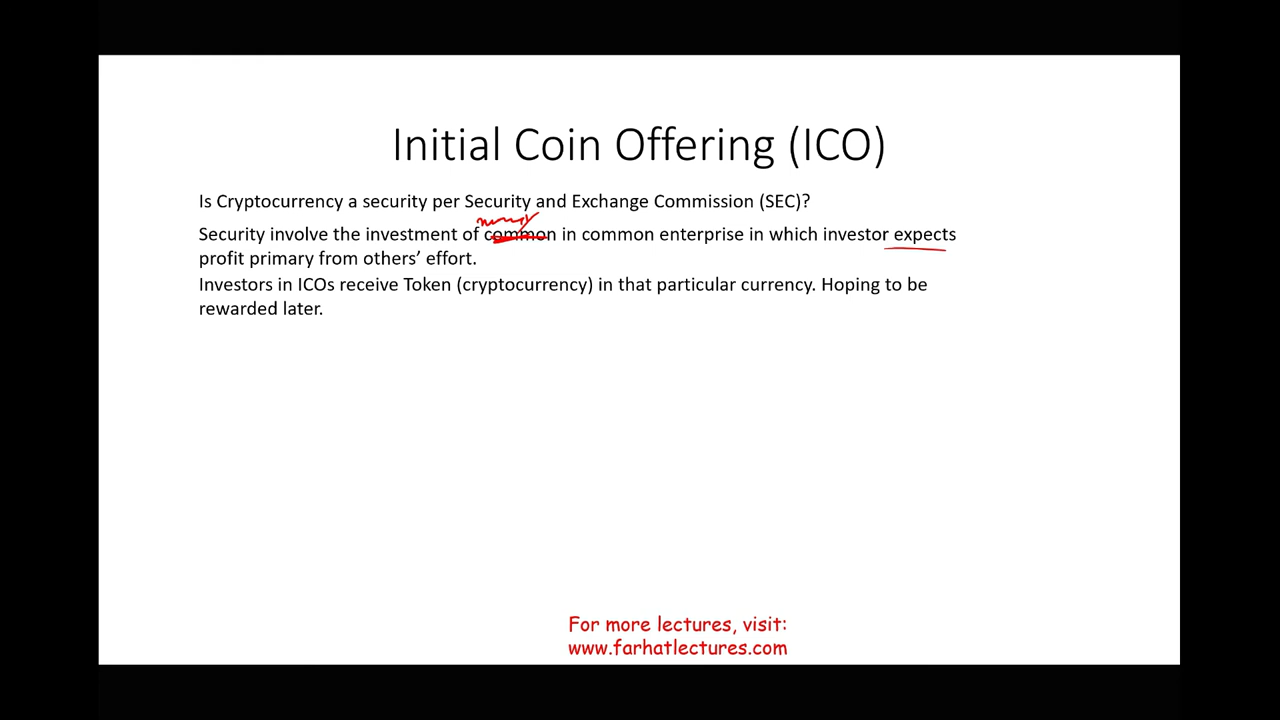 Initial Coin Offering (ICO)
Is Cryptocurrency a security per Security and Exchange Commission (SEC)?
money
Security involve the investment of common in common enterprise in which investor expects
profit primary from others’ effort.
Investors in ICOs receive Token (cryptocurrency) in that particular currency. Hoping to be
rewarded later.
For more lectures, visit:
www.farhatlectures.com